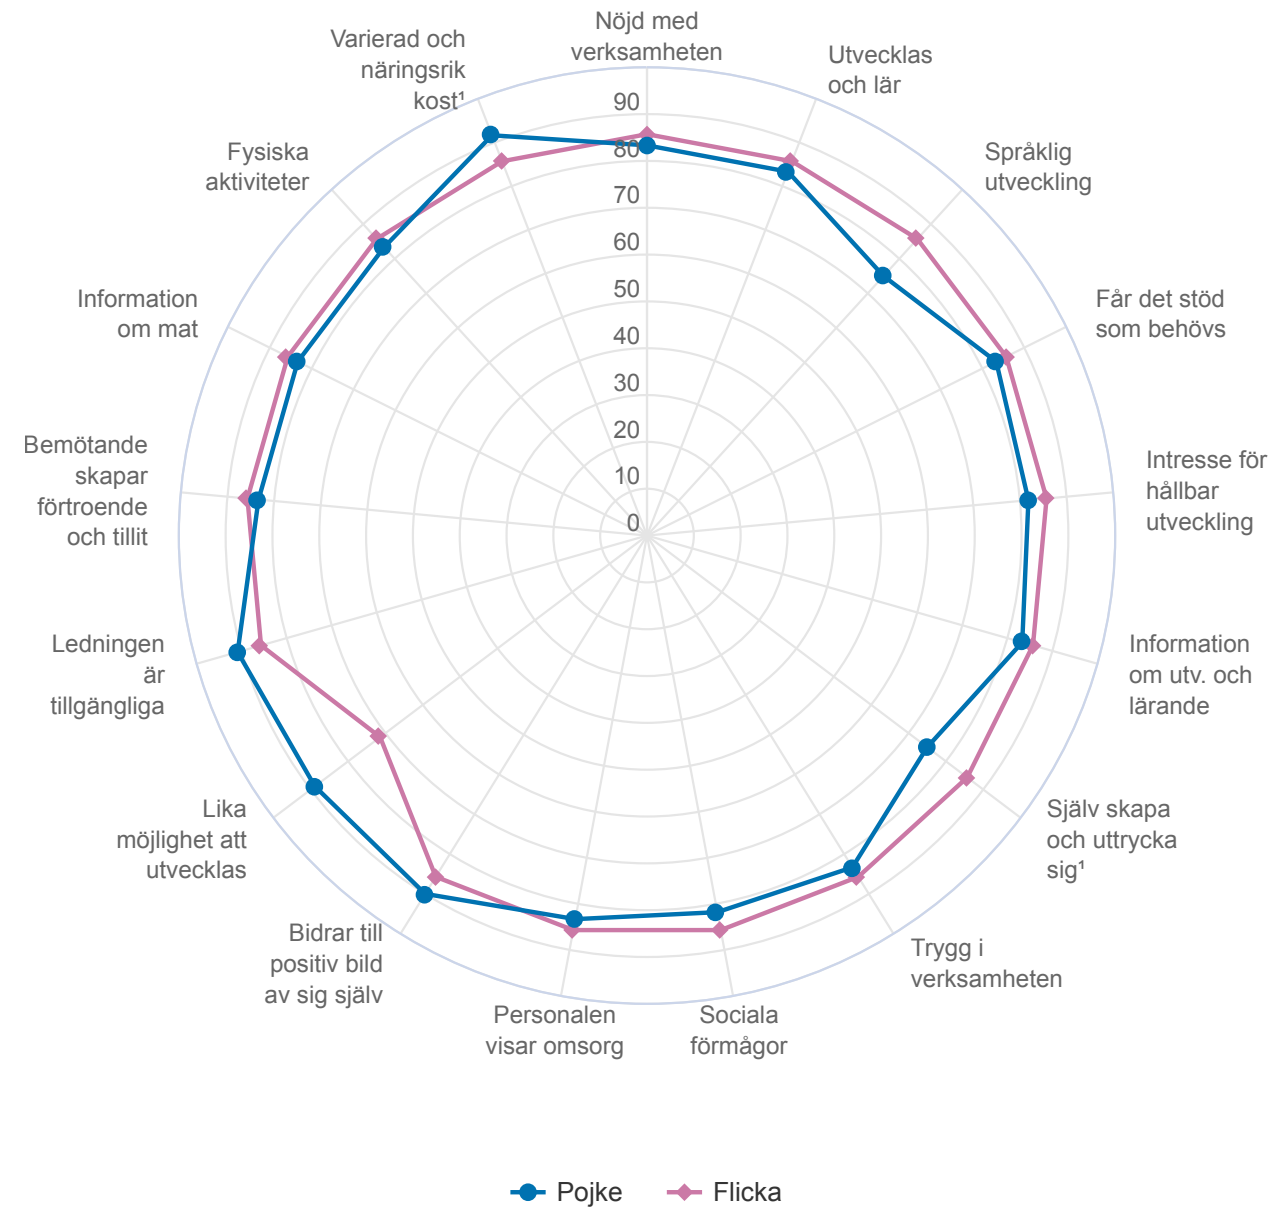 Nöjd med
verksamheten
Utvecklas
och lär
Språklig
utveckling
Får det stöd
som behövs
Intresse för
hållbar
utveckling
Information
om utv. och
lärande
Själv skapa
och uttrycka
sig¹
Trygg i
verksamheten
Sociala
förmågor
Personalen
visar omsorg
Bidrar till
positiv bild
av sig själv
Lika
möjlighet att
utvecklas
Ledningen
är
tillgängliga
Bemötande
skapar
förtroende
och tillit
Information
om mat
Fysiska
aktiviteter
Varierad och
näringsrik
kost¹
90
80
70
60
50
40
30
20
10
0
Pojke
Flicka